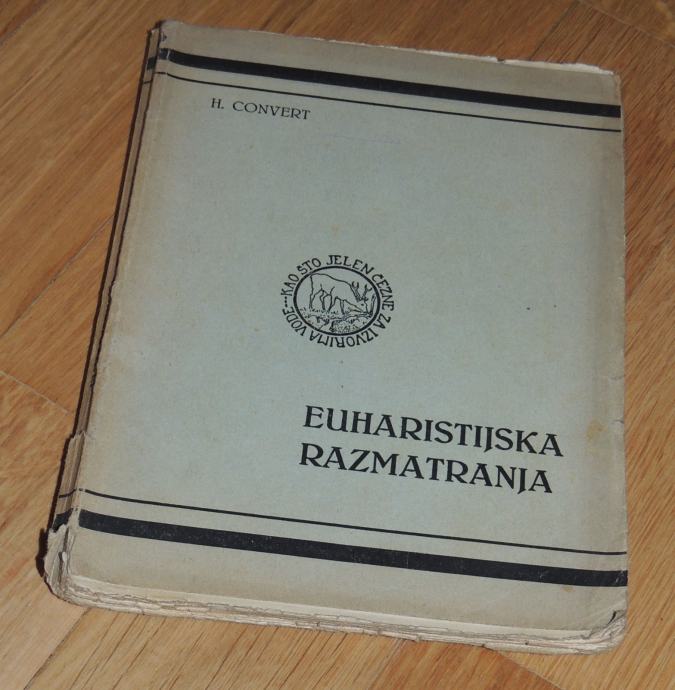 H. CONVERT
KAO ŠTO JELEN ČEZNE ZA IZVORIMA VODE...
EUHARISTIJSKA
RAZMATRANJA